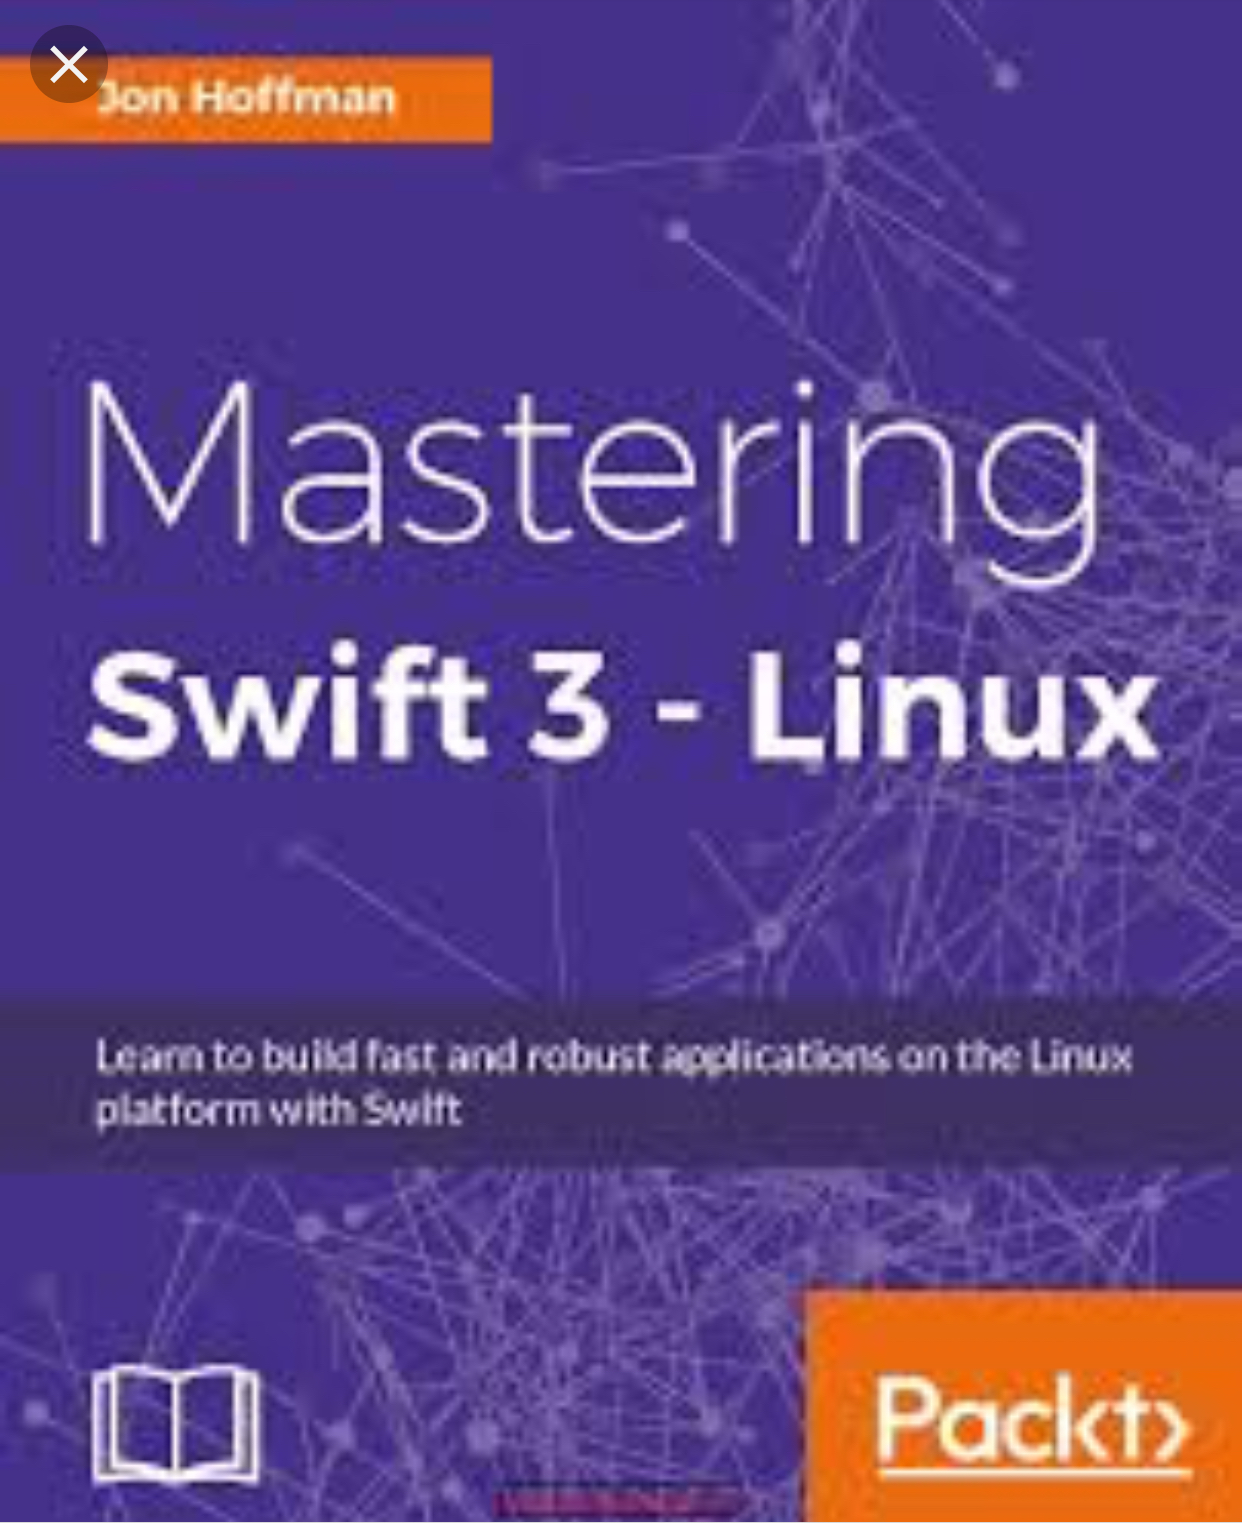 Jon Hoffman
Mastering
Swift 3 - Linux
Learn to build fast and robust applications on the Linux
platform with Swift
Packt>